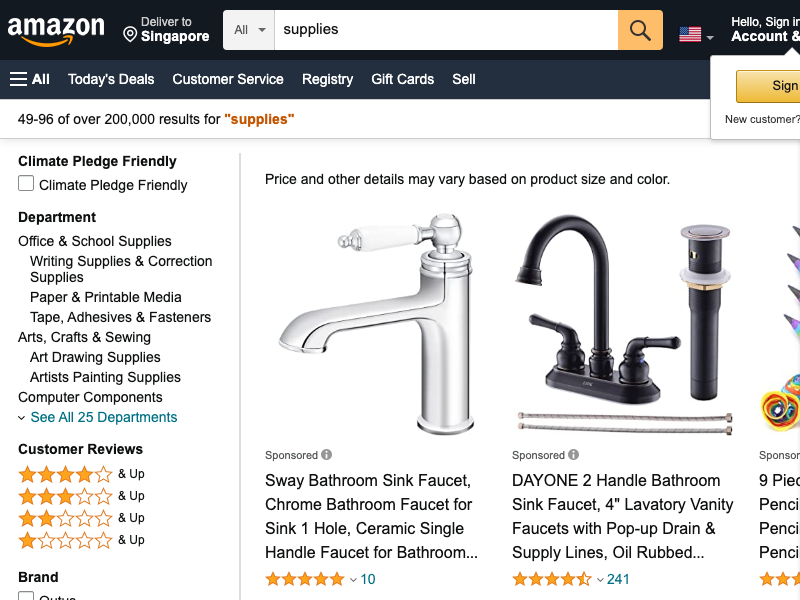 amazon
Deliver to
Singapore
All
supplies
Hello, Sign in
Account &
All
Today's Deals
Customer Service
Registry
Gift Cards
Sell
Sign
New customer?
49-96 of over 200,000 results for "supplies"
Climate Pledge Friendly
Climate Pledge Friendly
Department
Office & School Supplies
Writing Supplies & Correction
Supplies
Paper & Printable Media
Tape, Adhesives & Fasteners
Arts, Crafts & Sewing
Art Drawing Supplies
Artists Painting Supplies
Computer Components
See All 25 Departments
Customer Reviews
& Up
& Up
& Up
& Up
Brand
Price and other details may vary based on product size and color.
Sponsored
Sway Bathroom Sink Faucet,
Chrome Bathroom Faucet for
Sink 1 Hole, Ceramic Single
Handle Faucet for Bathroom...
10
Sponsored
DAYONE 2 Handle Bathroom
Sink Faucet, 4" Lavatory Vanity
Faucets with Pop-up Drain &
Supply Lines, Oil Rubbed...
241
Sponsor
9 Piec
Penci
Penci
Penci